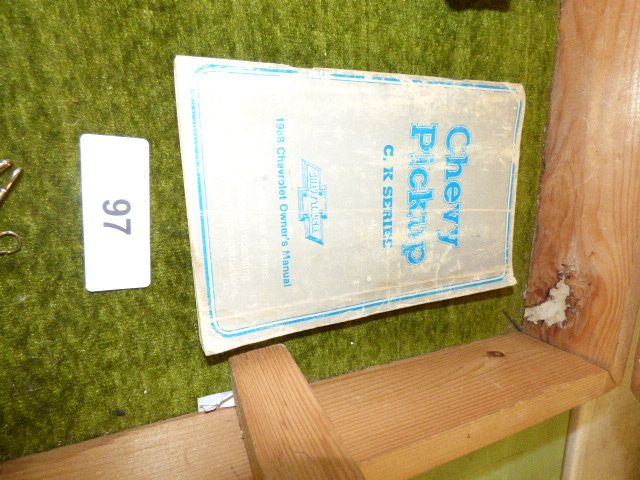 Chevy
Pickup
C, K SERIES
CHEVROLET
Owner's Manual
97